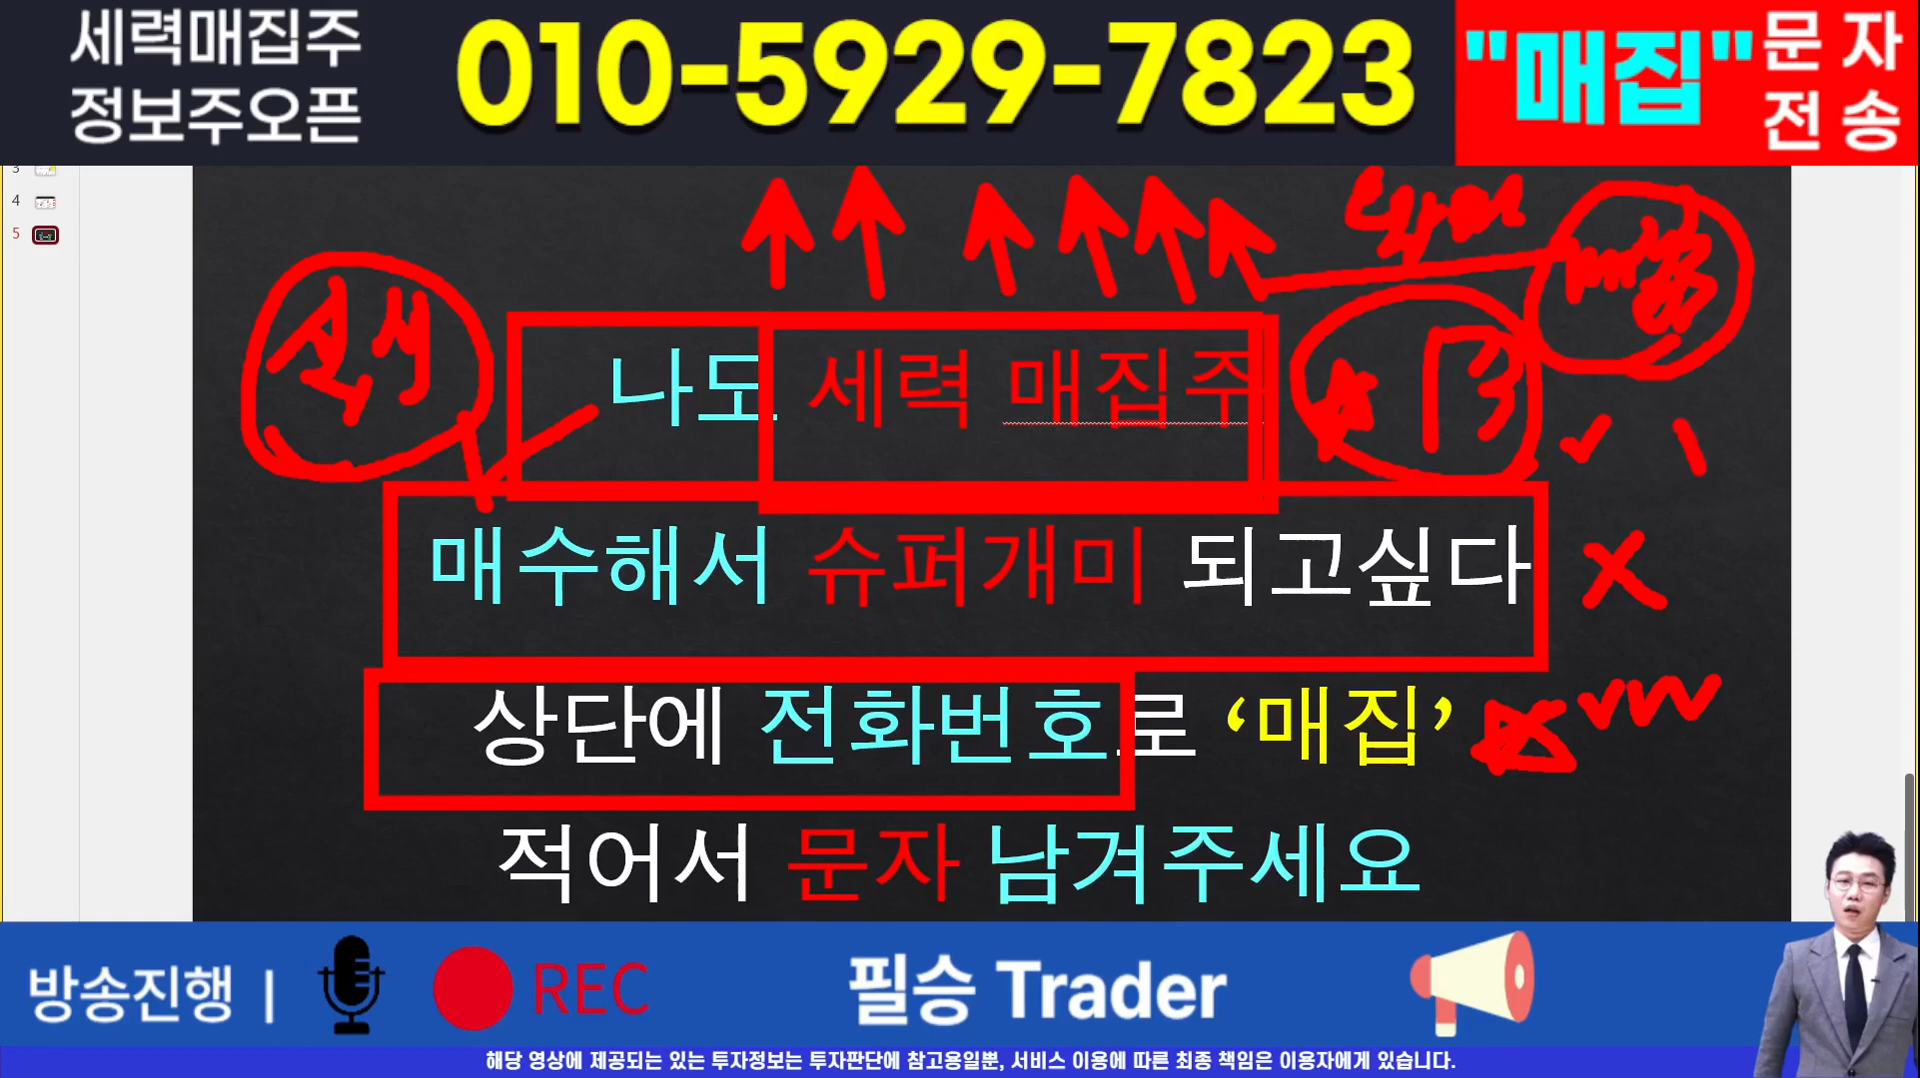 세력매집주
정보주오픈
010-5929-7823
"매집"
문 자
전 송
3
4
5
나도 세력 매집주
매수해서 슈퍼개미 되고싶다
상단에 전화번호로 ‘매집’
적어서 문자 남겨주세요
방송진행 |
REC
필승 Trader
해당 영상에 제공되는 있는 투자정보는 투자판단에 참고용일뿐, 서비스 이용에 따른 최종 책임은 이용자에게 있습니다.